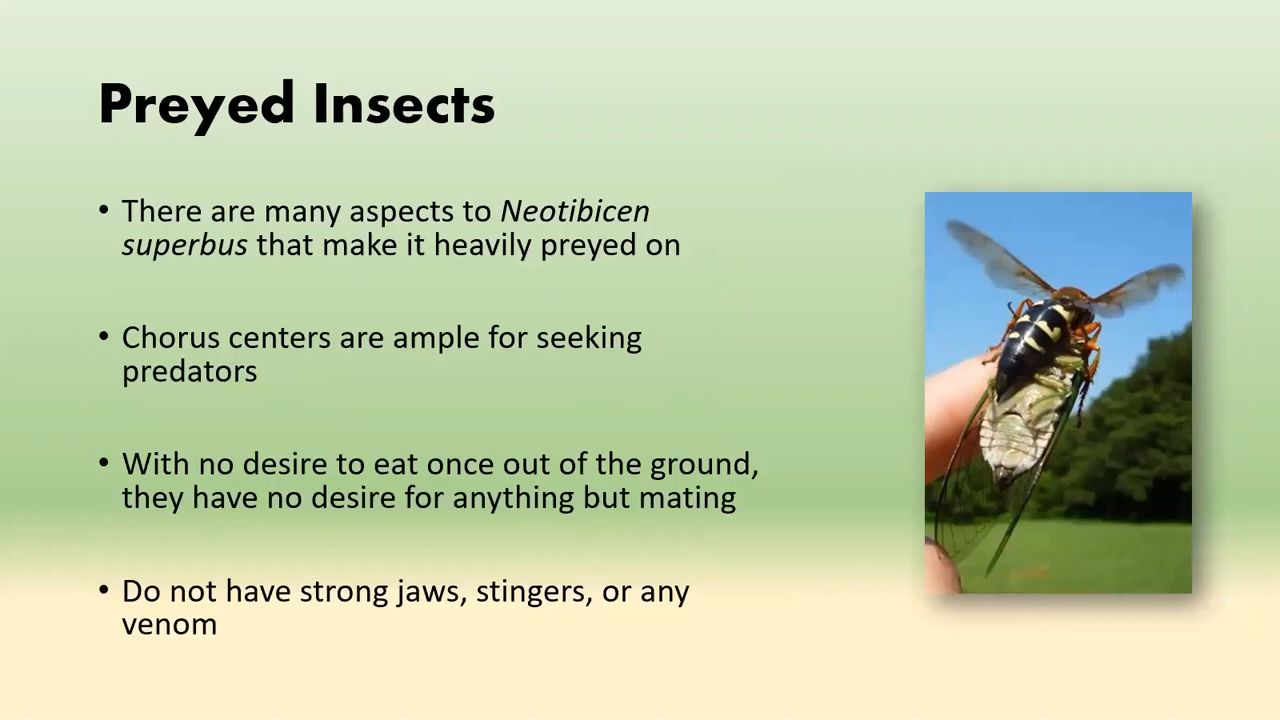 Preyed Insects
• There are many aspects to Neotibicen
superbus that make it heavily preyed on
• Chorus centers are ample for seeking
predators
• With no desire to eat once out of the ground,
they have no desire for anything but mating
• Do not have strong jaws, stingers, or any
venom